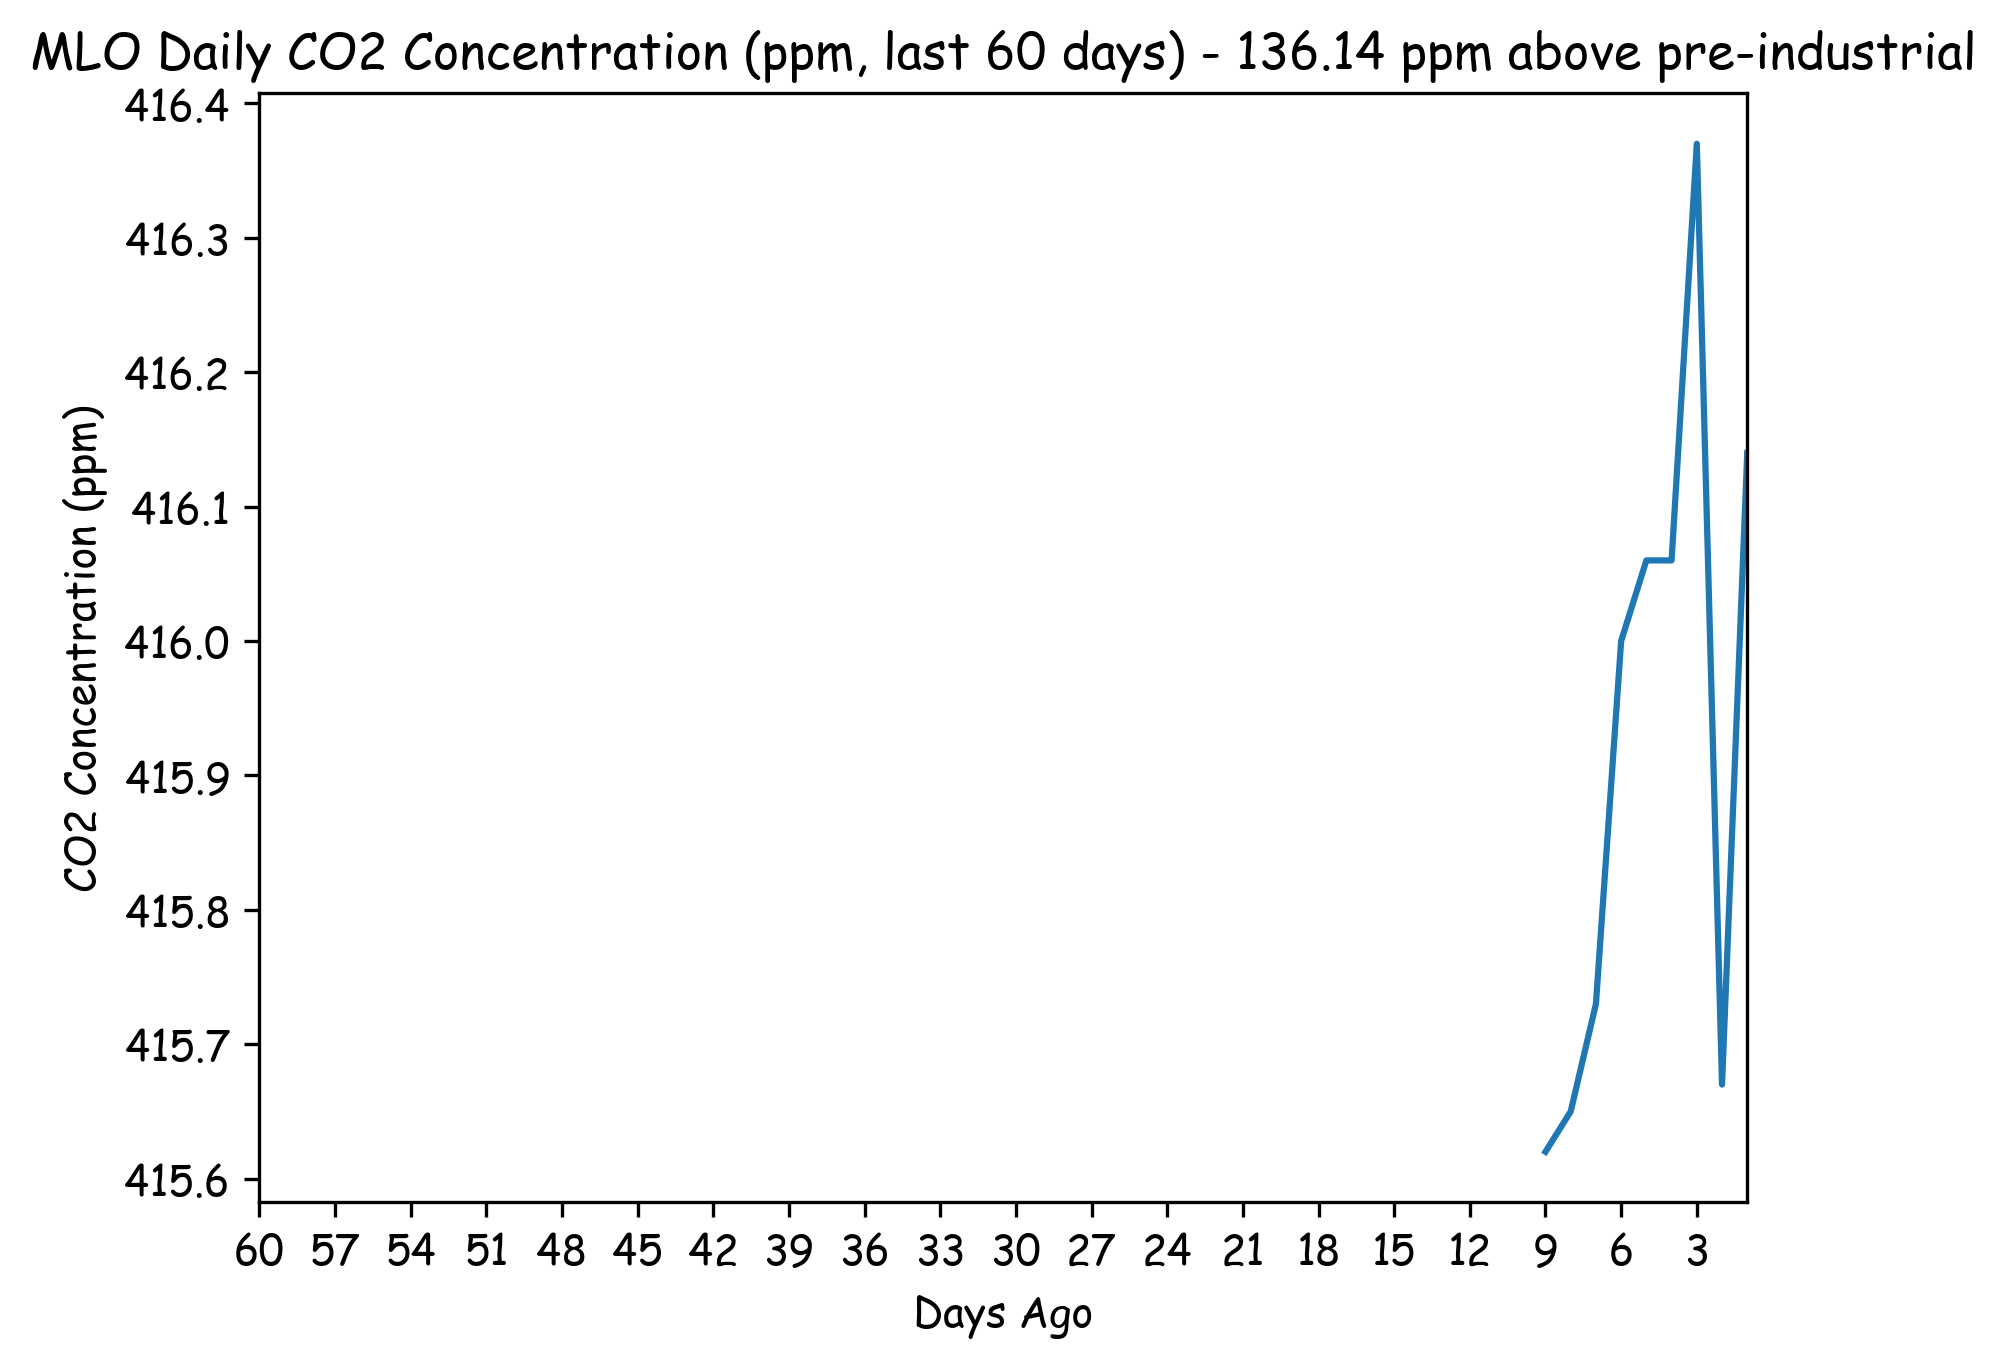 MLO Daily CO2 Concentration (ppm, last 60 days) - 136.14 ppm above pre-industrial
416.4
416.3
416.2
416.1
416.0
415.9
415.8
415.7
415.6
CO2 Concentration (ppm)
60 57 54 51 48 45 42 39 36 33 30 27 24 21 18 15 12 9 6 3
Days Ago